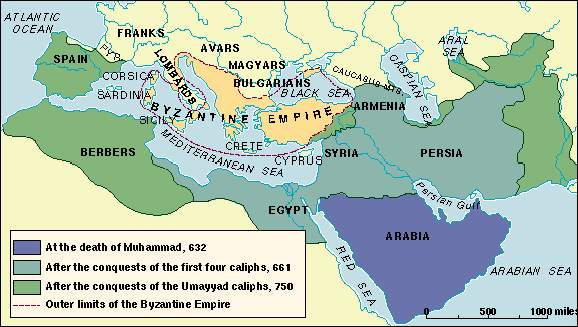 ATLANTIC
OCEAN
FRANKS
AVARS
MAGYARS
BULGARIANS
ARAL
SEA
CASPIAN SEA
CAUCASUS MTS.
BLACK SEA
SPAIN
PYR.
LOMBARDS
CORSICA
SARDINIA
SICILY
BYZANTINE EMPIRE
ARMENIA
CRETE
CYPRUS
MEDITERRANEAN SEA
BERBERS
SYRIA
PERSIA
EGYPT
Persian Gulf
ARABIA
RED SEA
ARABIAN SEA
At the death of Muhammad, 632
After the conquests of the first four caliphs, 661
After the conquests of the Umayyad caliphs, 750
Outer limits of the Byzantine Empire
0 500 1000 miles